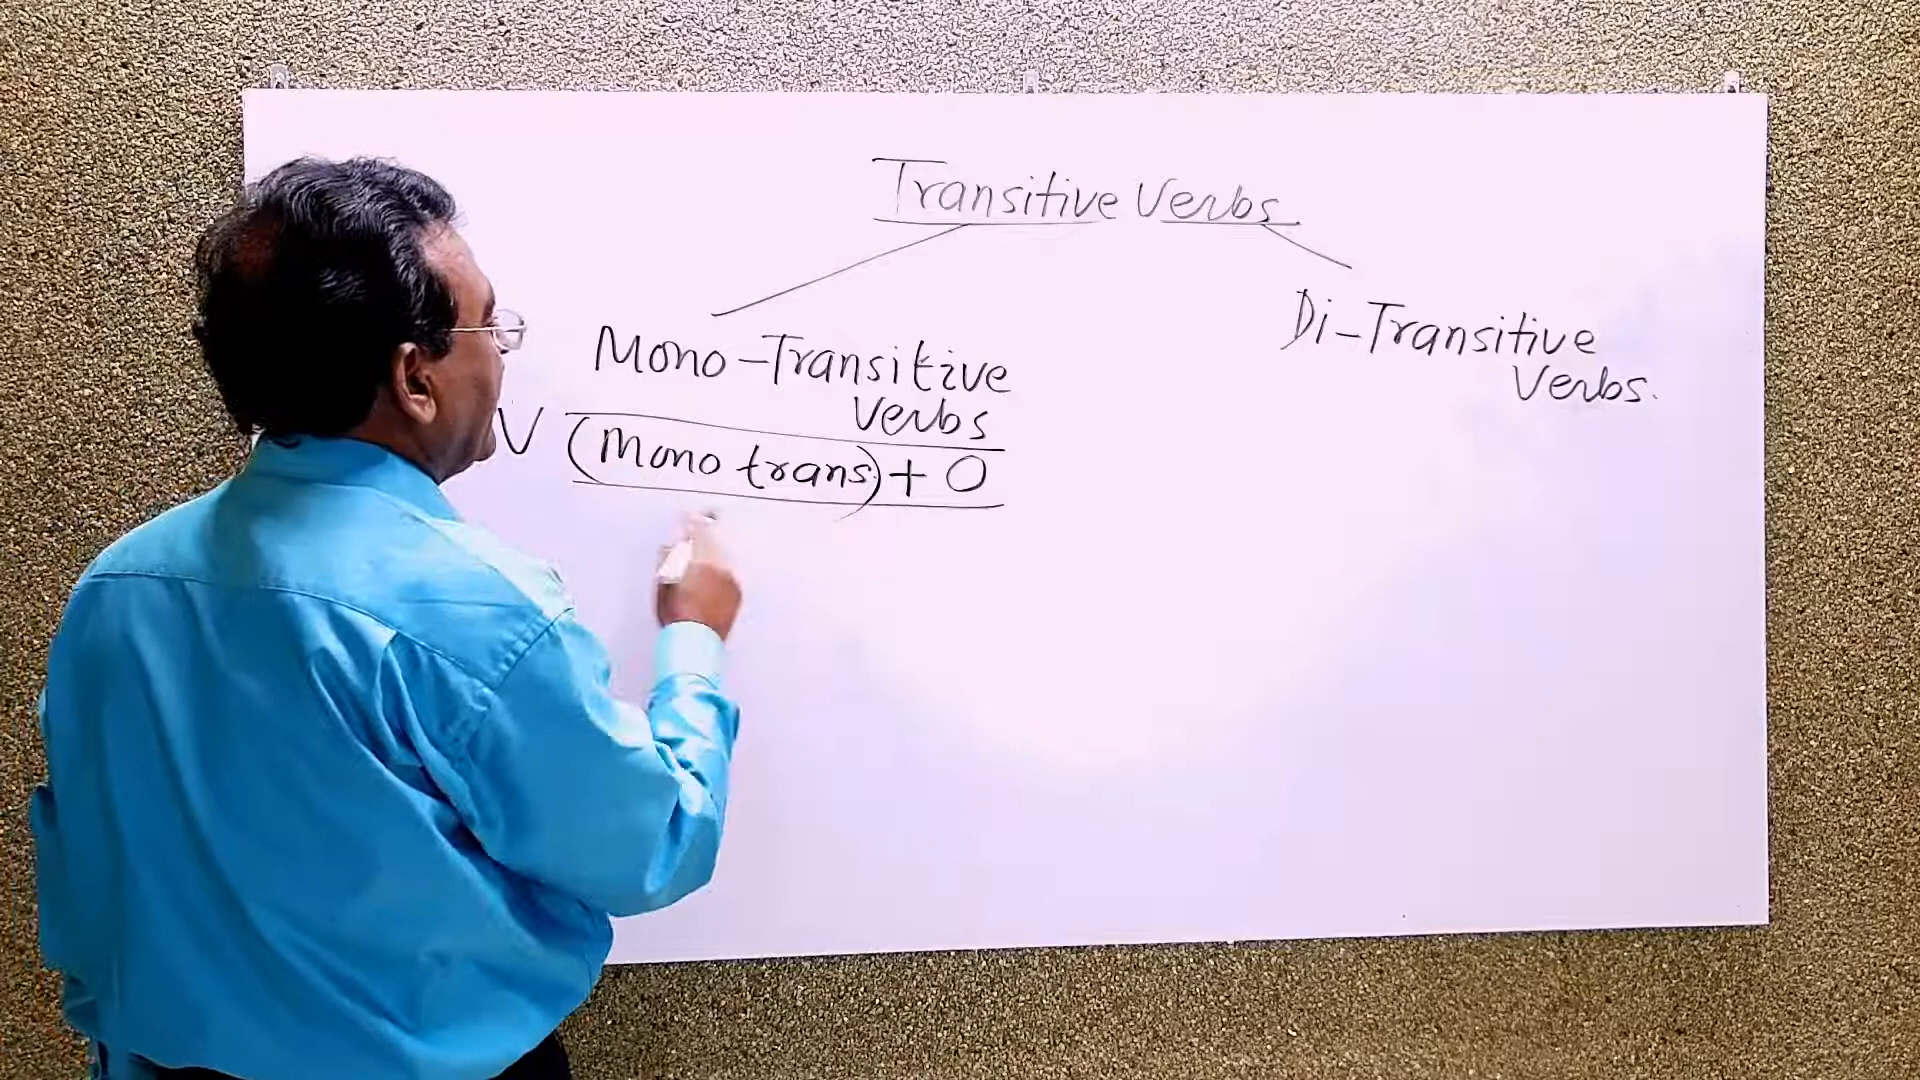 Transitive Verbs
Mono-Transitive
Verbs
V (Mono trans) + O
Di-Transitive
Verbs.